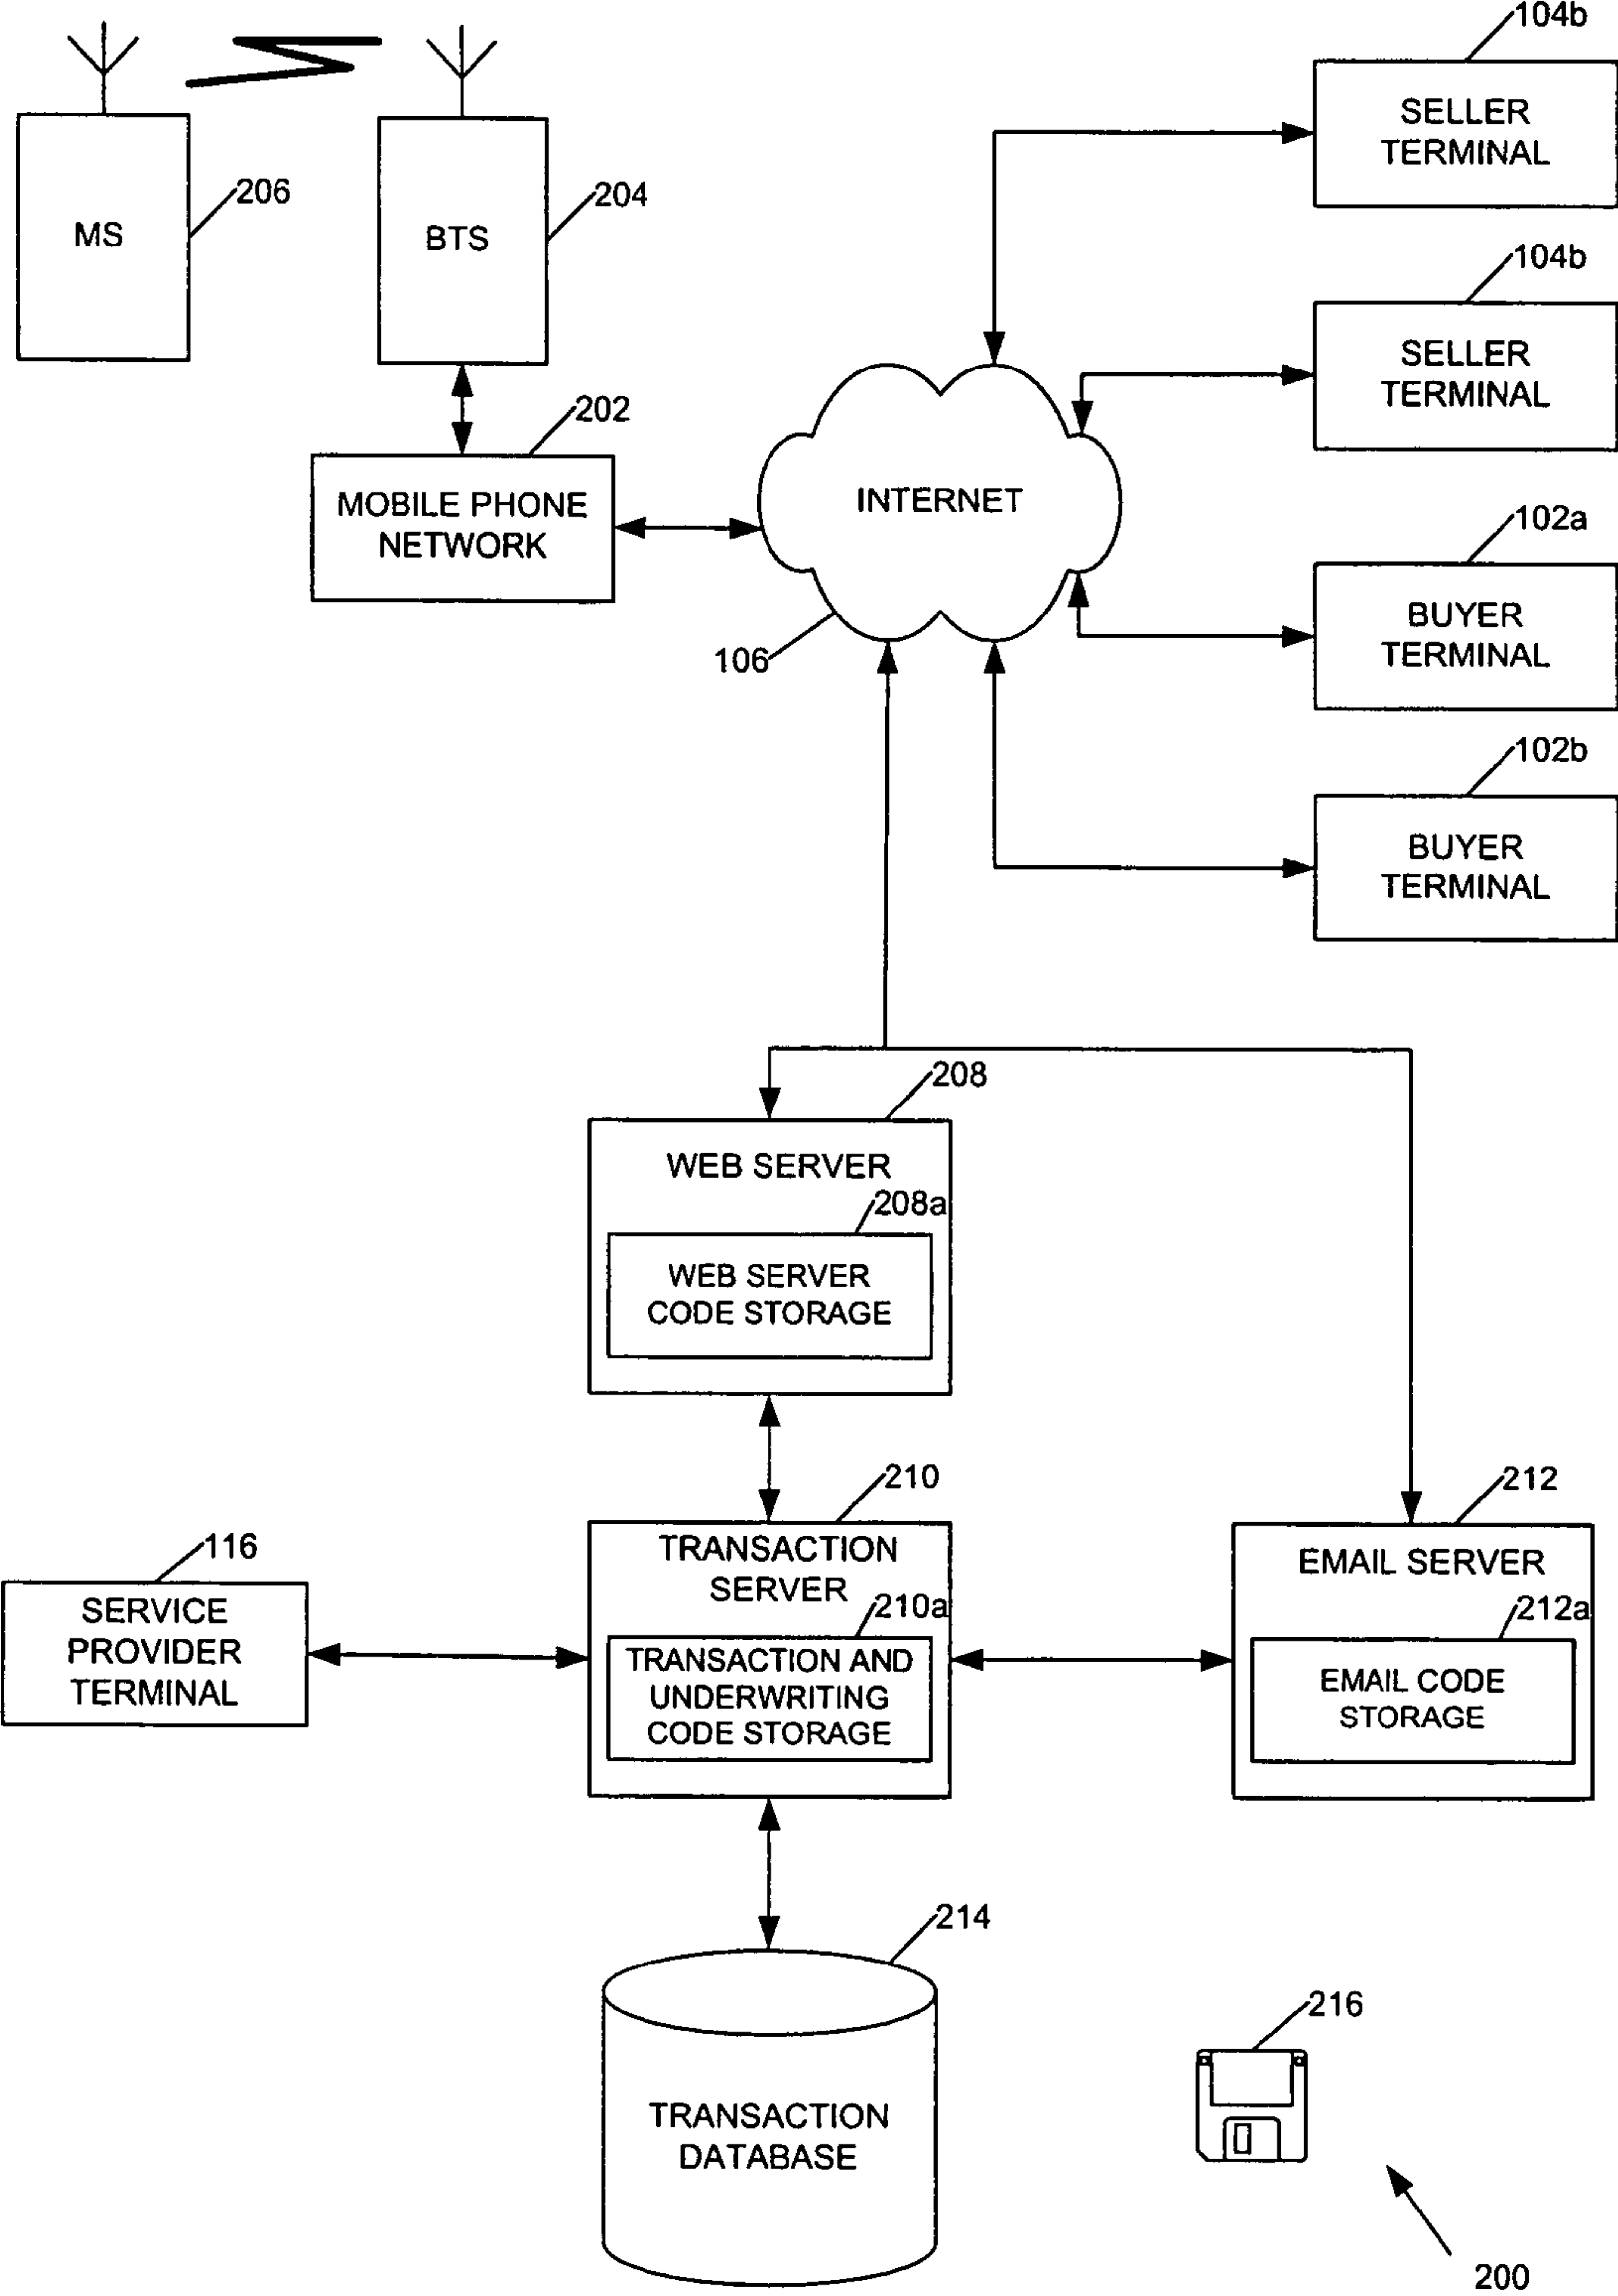 104b
SELLER
TERMINAL
206
MS
204
BTS
104b
SELLER
TERMINAL
202
MOBILE PHONE
NETWORK
INTERNET
106
102a
BUYER
TERMINAL
102b
BUYER
TERMINAL
208
WEB SERVER
208a
WEB SERVER
CODE STORAGE
210
TRANSACTION
SERVER
210a
TRANSACTION AND
UNDERWRITING
CODE STORAGE
212
EMAIL SERVER
212a
EMAIL CODE
STORAGE
116
SERVICE
PROVIDER
TERMINAL
214
TRANSACTION
DATABASE
216
200